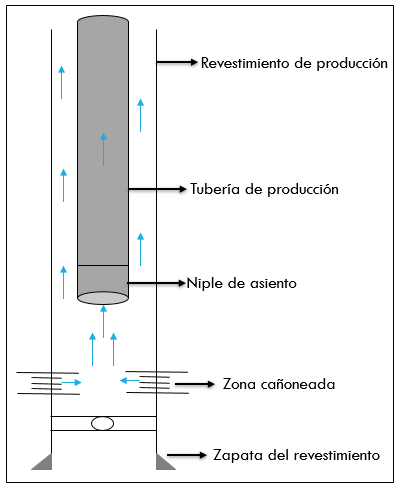 Revestimiento de producción
Tubería de producción
Niple de asiento
Zona cañoneada
Zapata del revestimiento